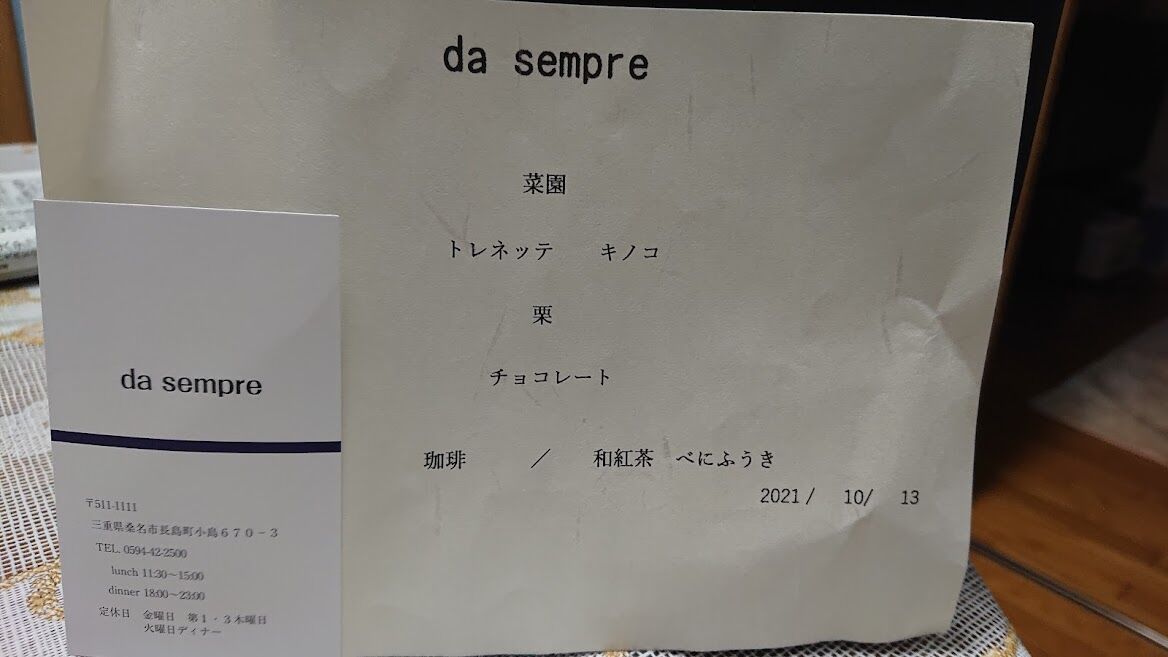 da sempre
菜園
トレネッテ　キノコ
栗
チョコレート
珈琲　／　和紅茶　べにふうき
2021/ 10/ 13
da sempre
〒511-1111
三重県桑名市長島町小島６７０－３
TEL. 0594-42-2500
lunch 11:30～15:00
dinner 18:00～23:00
定休日　金曜日　第１・３木曜日
火曜日ディナー